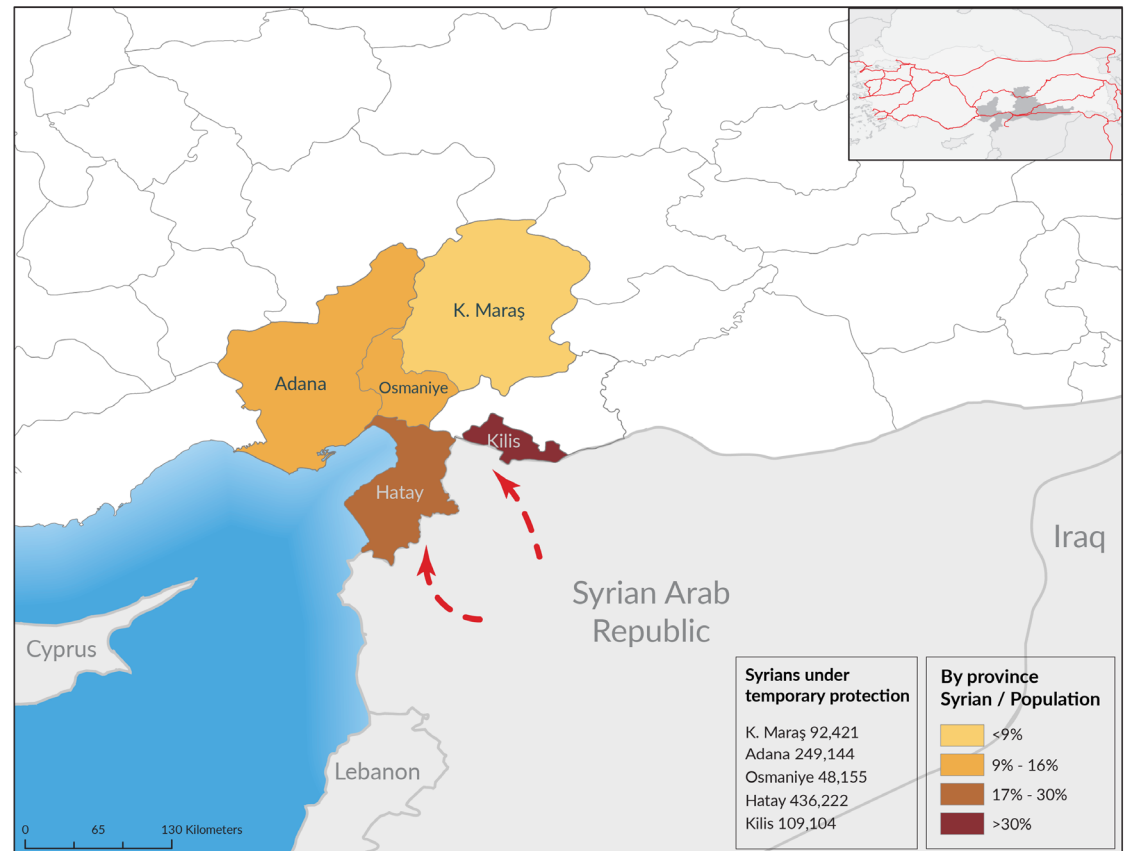 K. Maraş
Adana
Osmaniye
Kilis
Hatay
Iraq
Syrian Arab
Republic
Cyprus
Lebanon
Syrians under
temporary protection
K. Maraş 92,421
Adana 249,144
Osmaniye 48,155
Hatay 436,222
Kilis 109,104
By province
Syrian / Population
<9%
9% - 16%
17% - 30%
>30%
0 65 130 Kilometers